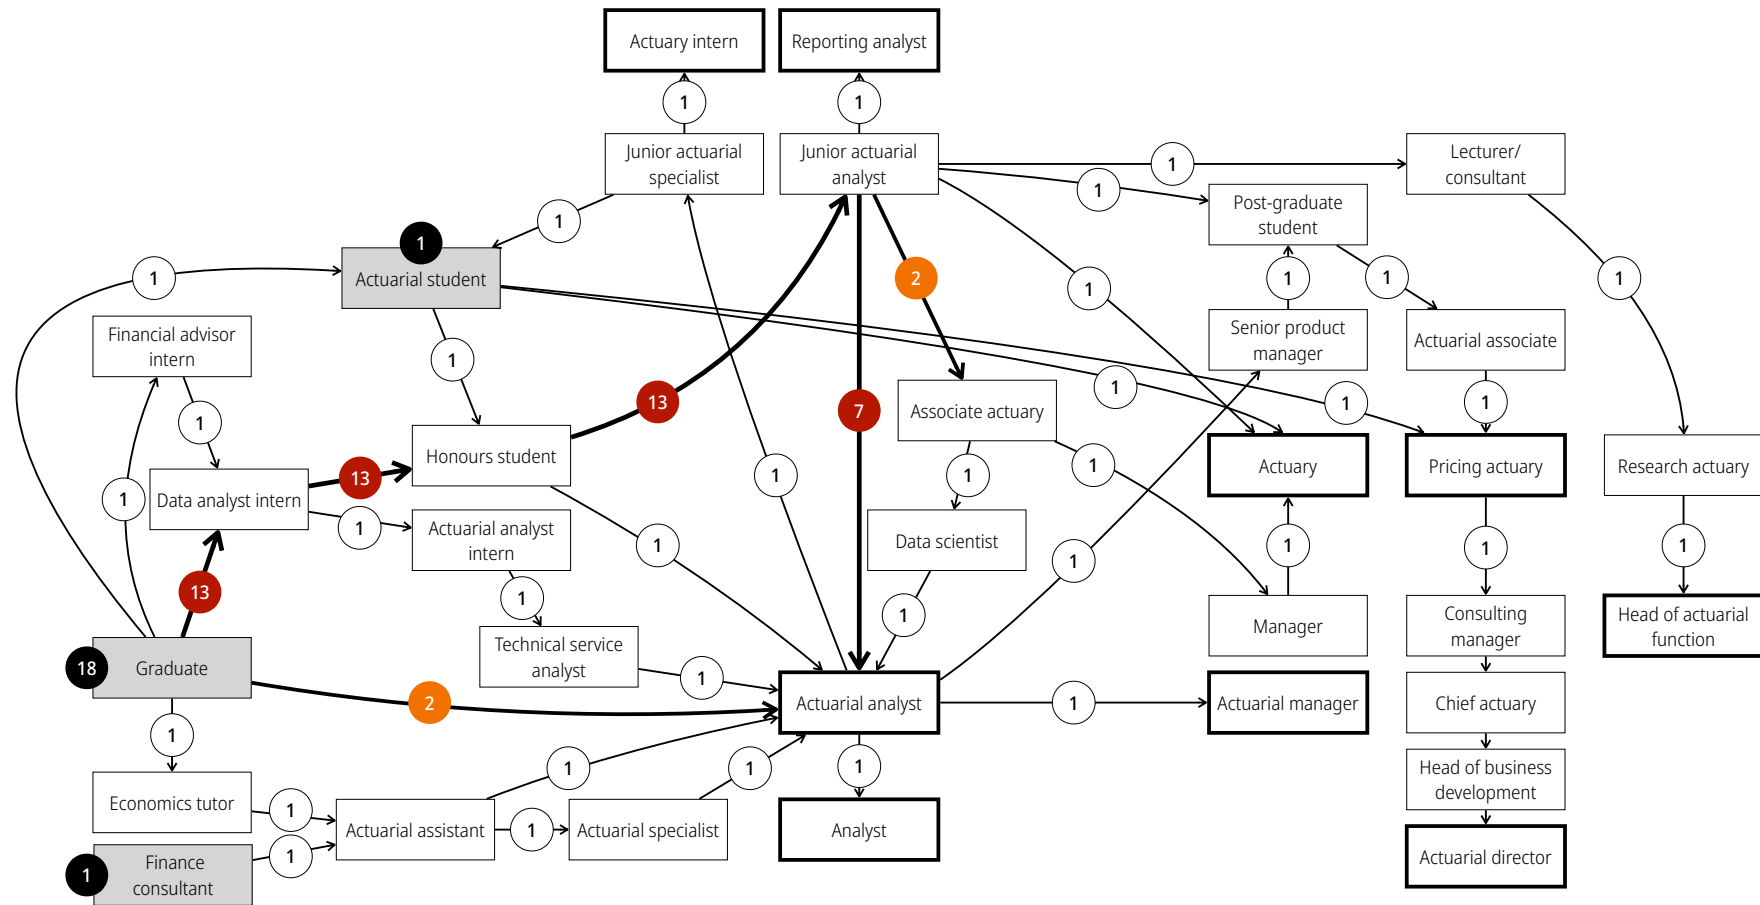 Actuary intern
Reporting analyst
1
1
Junior actuarial
specialist
Junior actuarial
analyst
1
Lecturer/
consultant
1
Post-graduate
student
1
1
Actuarial student
1
2
1
1
1
1
Financial advisor
intern
1
Senior product
manager
Actuarial associate
1
13
7
Associate actuary
1
1
1
1
Honours student
1
1
1
Actuary
Pricing actuary
Research actuary
13
1
Data analyst intern
1
Actuarial analyst
intern
1
Data scientist
1
1
1
1
13
1
1
Consulting
manager
Head of actuarial
function
Manager
18
Graduate
Technical service
analyst
1
2
Actuarial analyst
1
Actuarial manager
Chief actuary
1
1
1
1
Head of business
development
Economics tutor
1
Actuarial assistant
1
Actuarial specialist
Analyst
1
1
Finance
consultant
Actuarial director